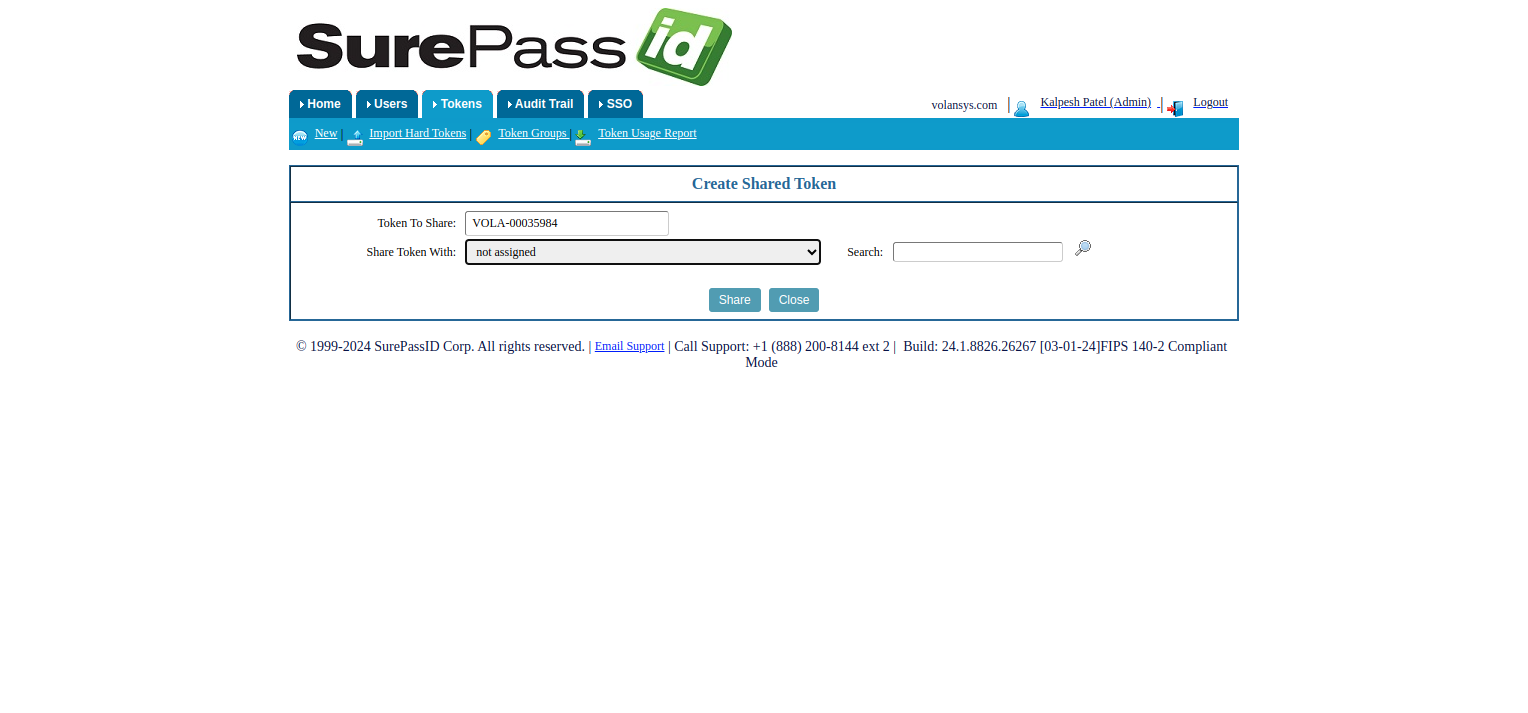 SurePass id
Home Users Tokens Audit Trail SSO volansys.com | Kalpesh Patel (Admin) | Logout
NEW New | Import Hard Tokens | Token Groups | Token Usage Report
Create Shared Token
Token To Share: VOLA-00035984
Share Token With: not assigned Search:
Share Close
© 1999-2024 SurePassID Corp. All rights reserved. | Email Support | Call Support: +1 (888) 200-8144 ext 2 | Build: 24.1.8826.26267 [03-01-24]FIPS 140-2 Compliant
Mode